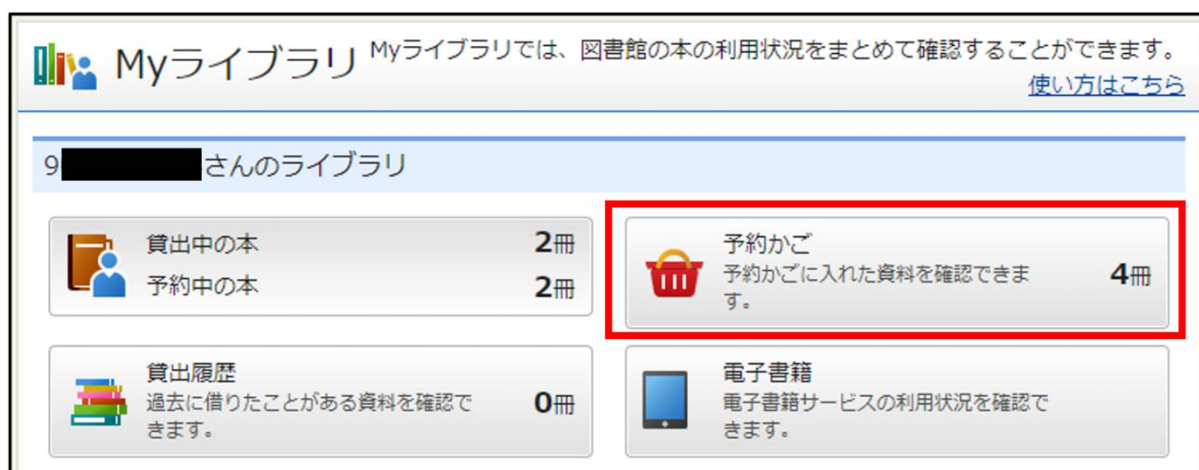 Myライブラリ
Myライブラリでは、図書館の本の利用状況をまとめて確認することができます。
使い方はこちら
9
さんのライブラリ
貸出中の本 2冊
予約中の本 2冊
予約かご
予約かごに入れた資料を確認できま
す。
4冊
貸出履歴
過去に借りたことがある資料を確認で
きます。
0冊
電子書籍
電子書籍サービスの利用状況を確認で
きます。